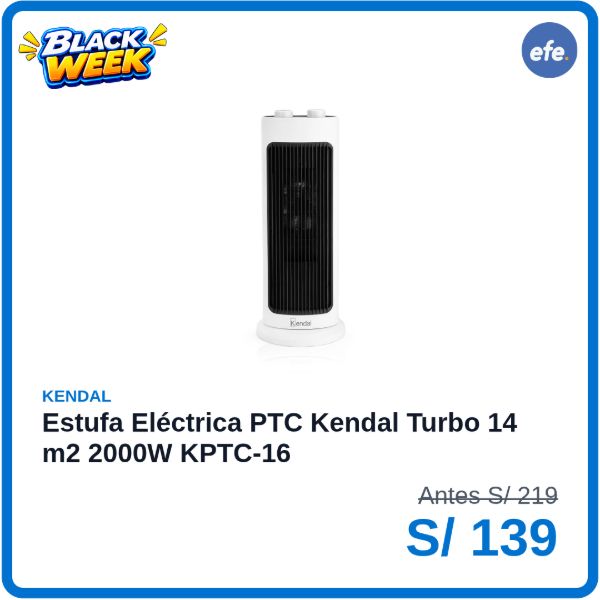 BLACK
WEEK
efe.
Kendal
KENDAL
Estufa Eléctrica PTC Kendal Turbo 14
m2 2000W KPTC-16
Antes S/ 219
S/ 139